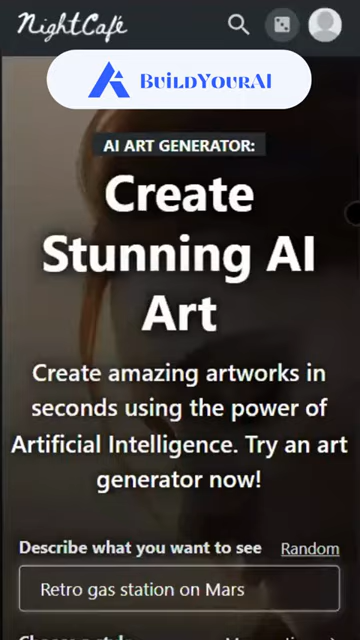 NightCafé
BUILDYOURAI
AI ART GENERATOR:
Create
Stunning AI
Art
Create amazing artworks in
seconds using the power of
Artificial Intelligence. Try an art
generator now!
Describe what you want to see Random
Retro gas station on Mars